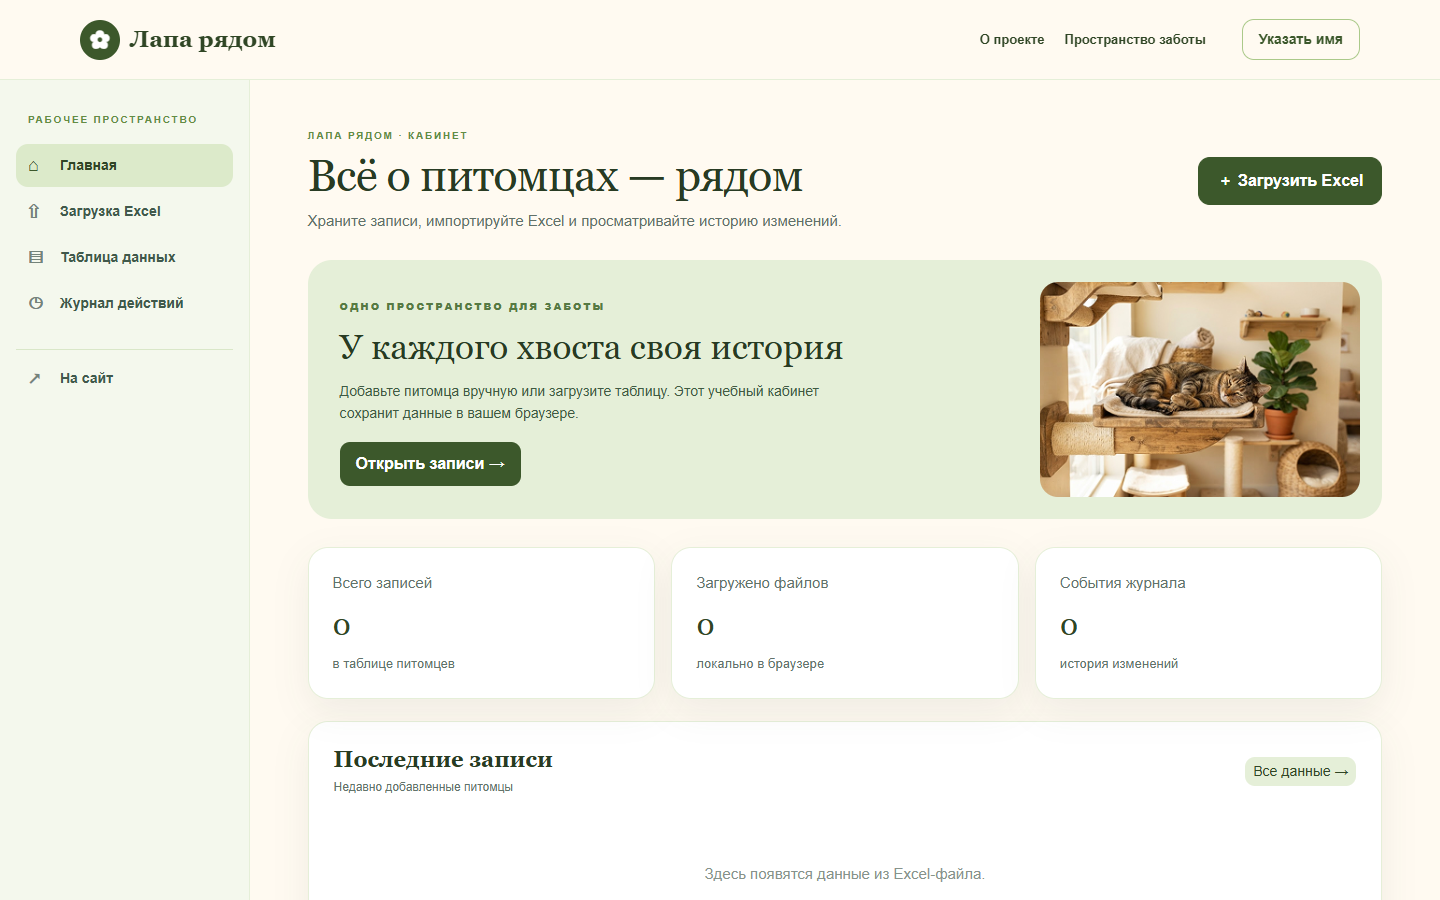 Лапа рядом
О проекте
Пространство заботы
Указать имя
РАБОЧЕЕ ПРОСТРАНСТВО
Главная
Загрузка Excel
Таблица данных
Журнал действий
На сайт
ЛАПА РЯДОМ · КАБИНЕТ
Всё о питомцах — рядом
Храните записи, импортируйте Excel и просматривайте историю изменений.
+ Загрузить Excel
ОДНО ПРОСТРАНСТВО ДЛЯ ЗАБОТЫ
У каждого хвоста своя история
Добавьте питомца вручную или загрузите таблицу. Этот учебный кабинет
сохранит данные в вашем браузере.
Открыть записи →
Всего записей
0
в таблице питомцев
Загружено файлов
0
локально в браузере
События журнала
0
история изменений
Последние записи
Недавно добавленные питомцы
Все данные →
Здесь появятся данные из Excel-файла.